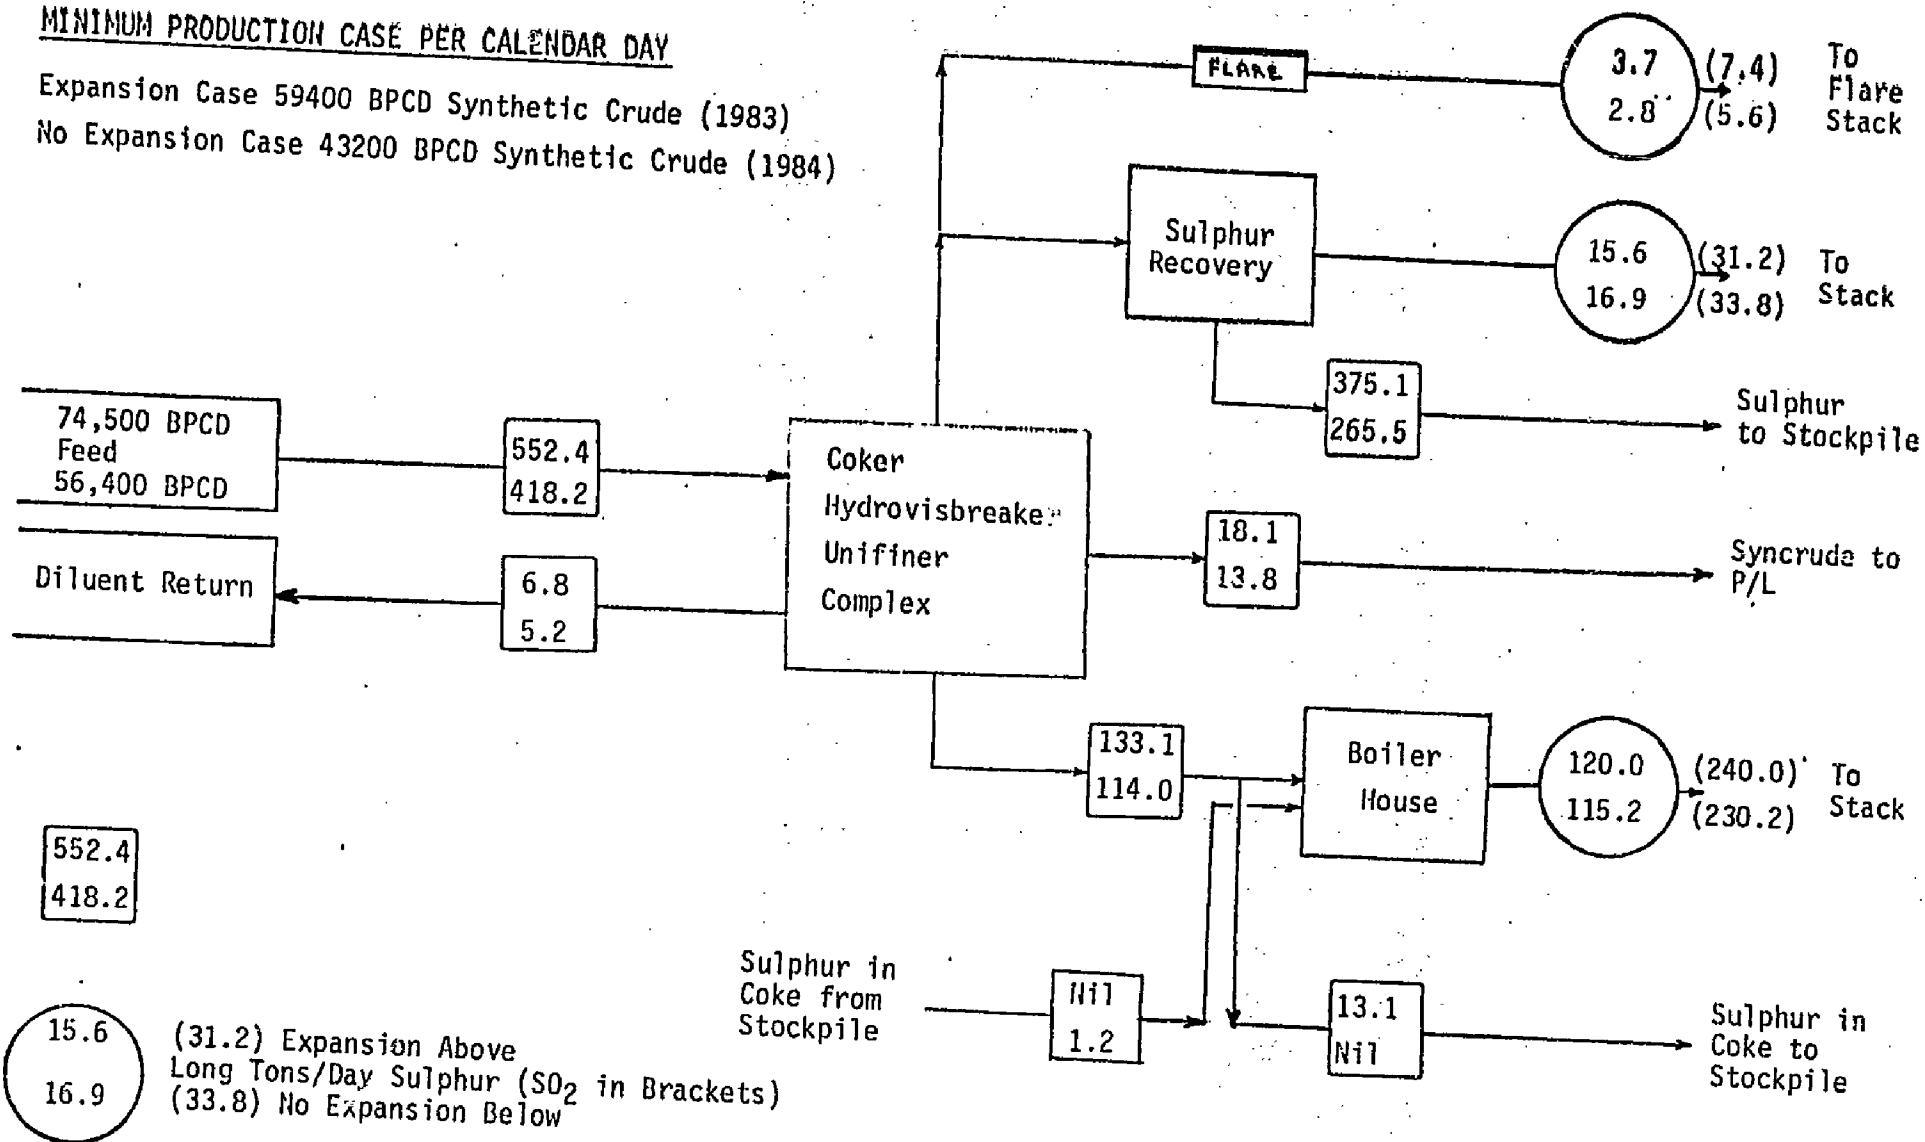 MINIMUM PRODUCTION CASE PER CALENDAR DAY
Expansion Case 59400 BPCD Synthetic Crude (1983)
No Expansion Case 43200 BPCD Synthetic Crude (1984)
FLARE
3.7 (7.4)
2.8 (5.6)
To
Flare
Stack
Sulphur
Recovery
15.6 (31.2)
16.9 (33.8)
To
Stack
375.1
265.5
Sulphur
to Stockpile
74,500 BPCD
Feed
56,400 BPCD
552.4
418.2
Coker
Hydrovisbreaker
Unifiner
Complex
Diluent Return
6.8
5.2
18.1
13.8
Syncrude to
P/L
133.1
114.0
Boiler
House
120.0 (240.0)
115.2 (230.2)
To
Stack
552.4
418.2
Sulphur in
Coke from
Stockpile
Nil
1.2
13.1
Nil
Sulphur in
Coke to
Stockpile
15.6
16.9
(31.2) Expansion Above
Long Tons/Day Sulphur (SO2 in Brackets)
(33.8) No Expansion Below